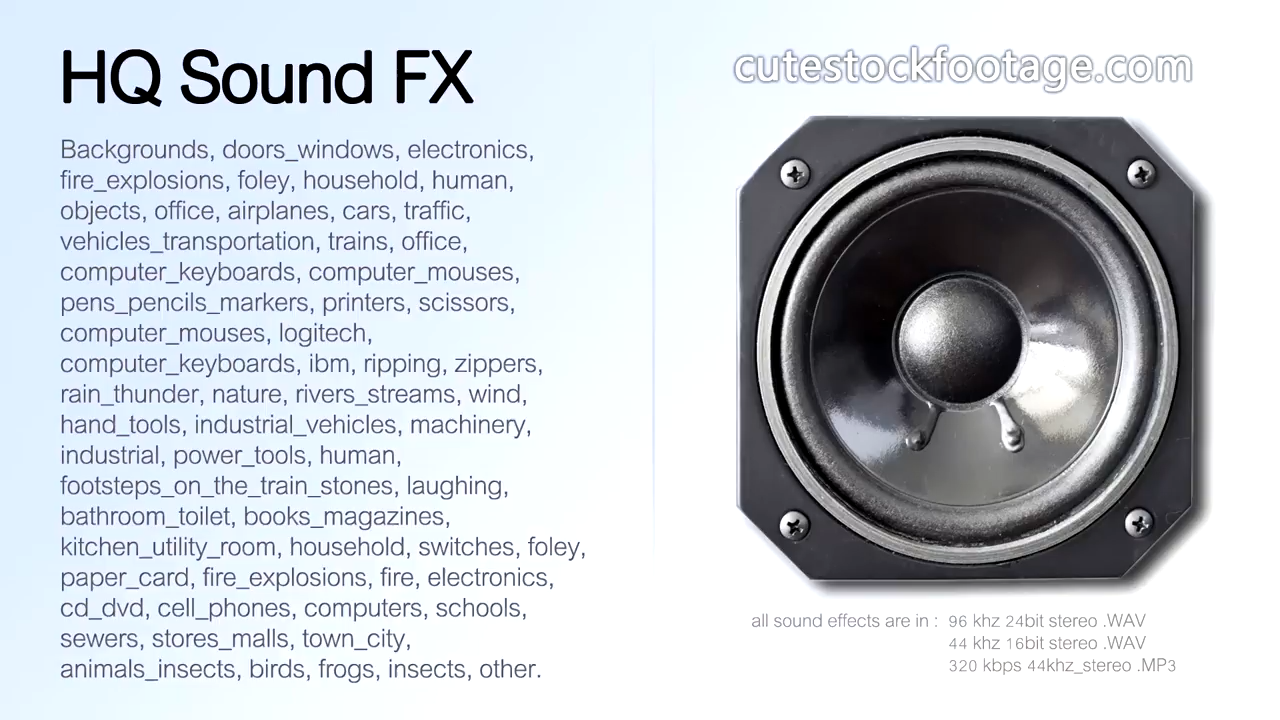 HQ Sound FX
cutestockfootage.com
Backgrounds, doors_windows, electronics,
fire_explosions, foley, household, human,
objects, office, airplanes, cars, traffic,
vehicles_transportation, trains, office,
computer_keyboards, computer_mouses,
pens_pencils_markers, printers, scissors,
computer_mouses, logitech,
computer_keyboards, ibm, ripping, zippers,
rain_thunder, nature, rivers_streams, wind,
hand_tools, industrial_vehicles, machinery,
industrial, power_tools, human,
footsteps_on_the_train_stones, laughing,
bathroom_toilet, books_magazines,
kitchen_utility_room, household, switches, foley,
paper_card, fire_explosions, fire, electronics,
cd_dvd, cell_phones, computers, schools,
sewers, stores_malls, town_city,
animals_insects, birds, frogs, insects, other.
all sound effects are in : 96 khz 24bit stereo .WAV
44 khz 16bit stereo .WAV
320 kbps 44khz_stereo .MP3